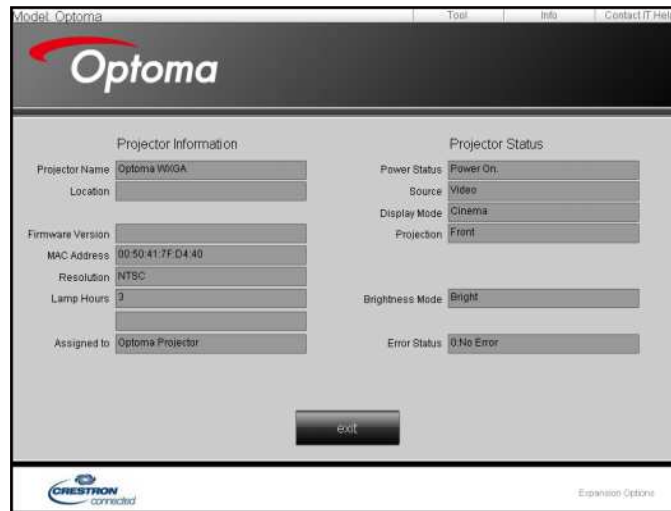 Model: Optoma
Tool
Info
Contact IT Help
Optoma
Projector Information
Projector Name Optoma WXGA
Location
Firmware Version
MAC Address 00:50:41:7F:D4:40
Resolution NTSC
Lamp Hours 3
Assigned to Optoma Projector
Projector Status
Power Status Power On.
Source Video
Display Mode Cinema
Projection Front
Brightness Mode Bright
Error Status 0:No Error
exit
CRESTRON
connected
Expansion Options